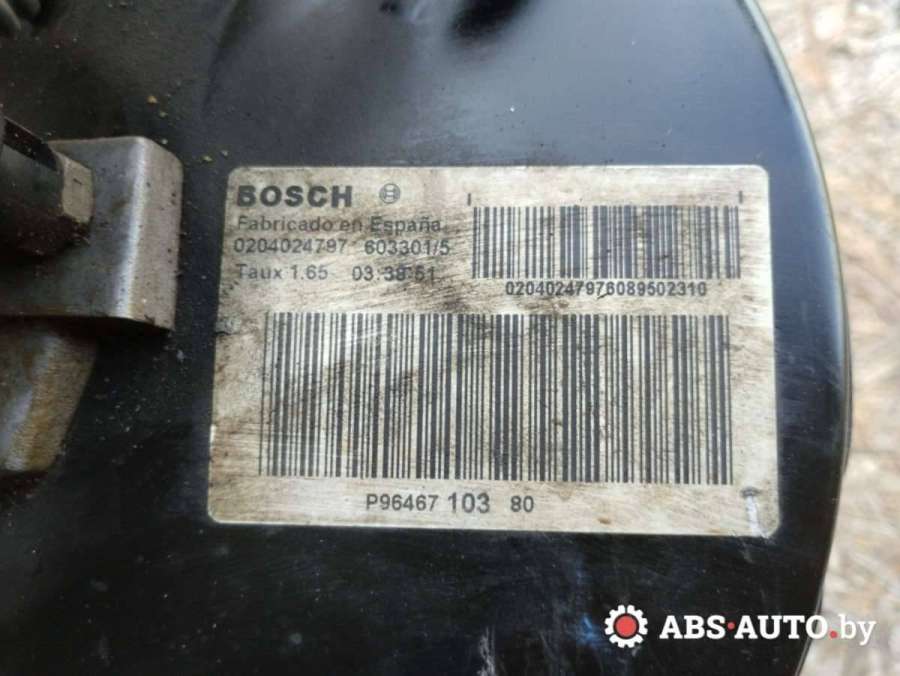 BOSCH
Fabricado en España
0204024797 603301/5
Taux 1.65 03:39:51
02040247976089502310
P96467 103 80
ABS-AUTO.by